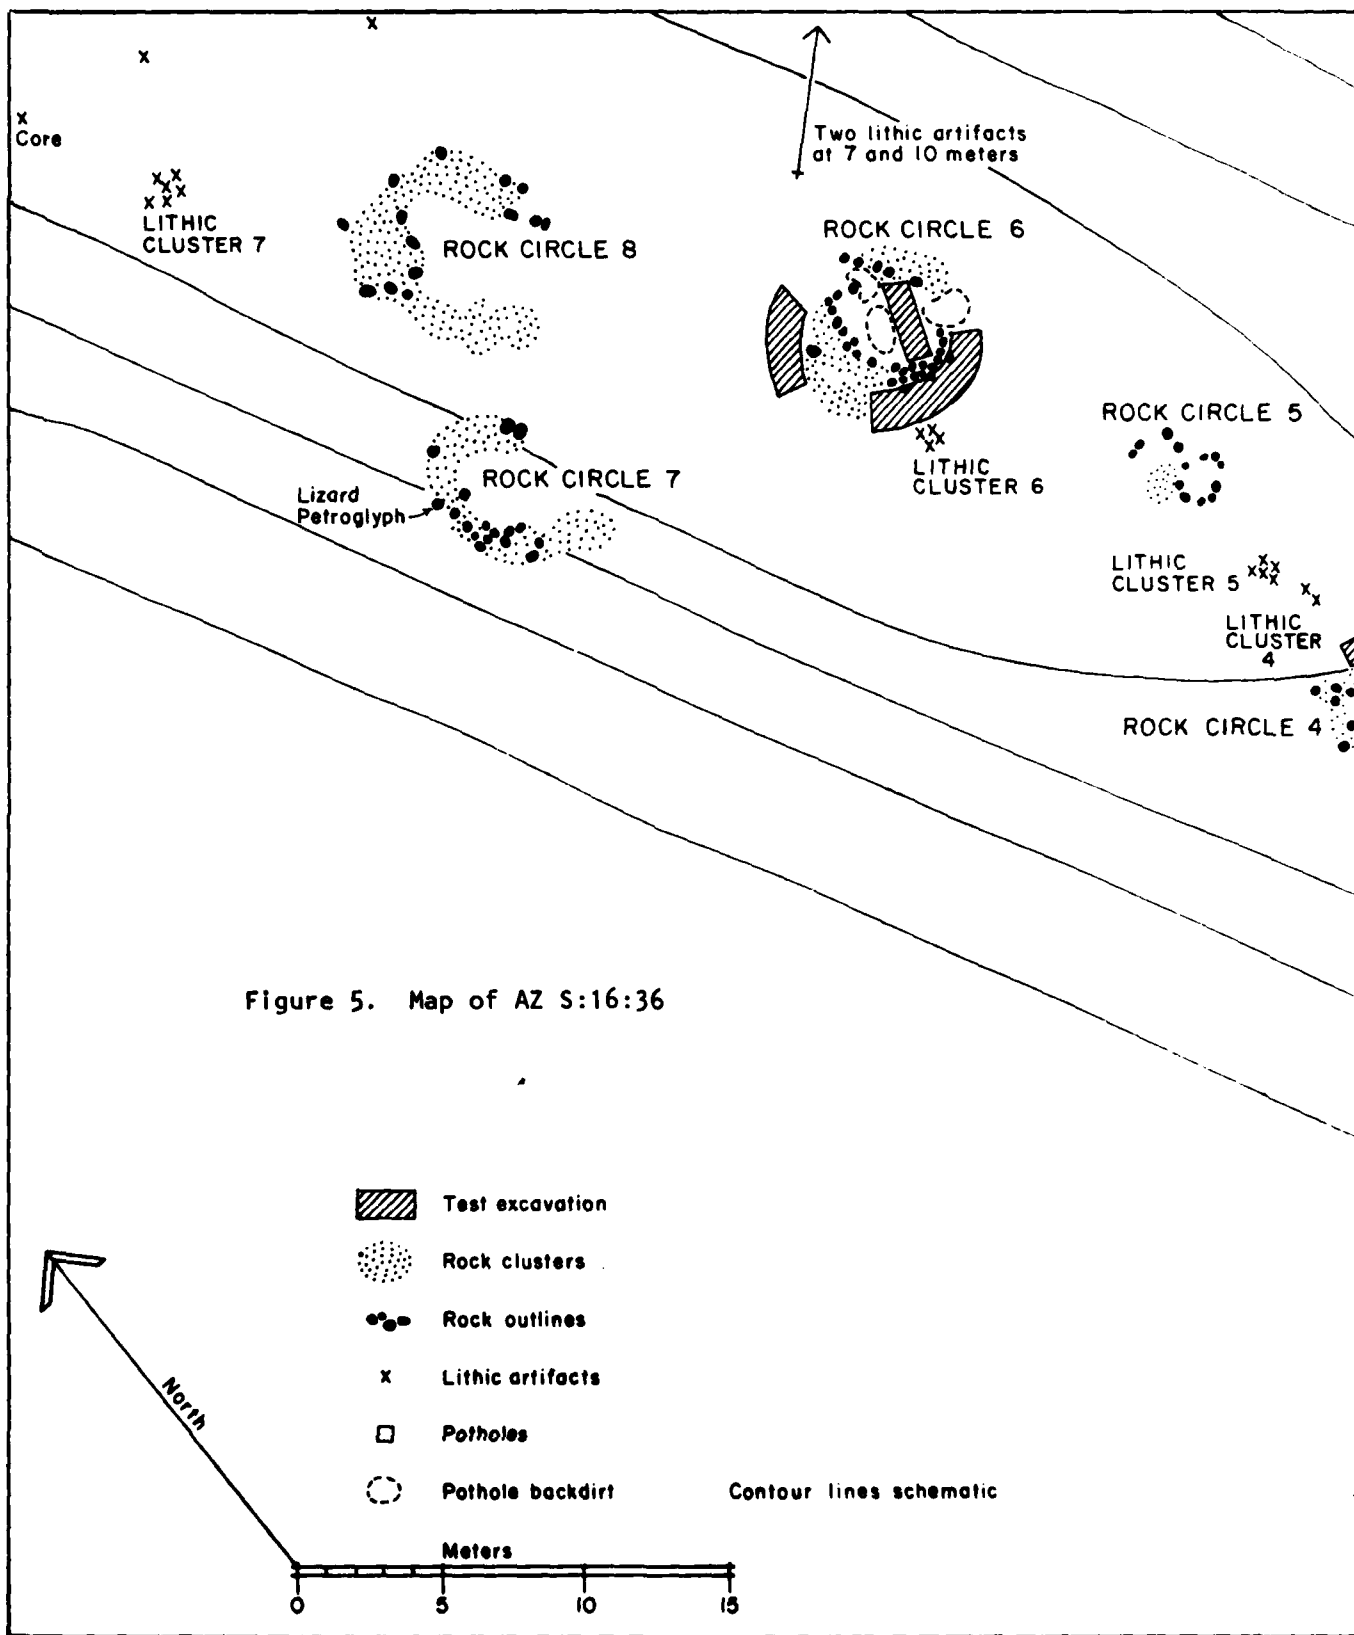 Core
Two lithic artifacts
at 7 and 10 meters
LITHIC
CLUSTER 7
ROCK CIRCLE 8
ROCK CIRCLE 6
ROCK CIRCLE 5
LITHIC
CLUSTER 6
ROCK CIRCLE 7
Lizard
Petroglyph
LITHIC
CLUSTER 5
LITHIC
CLUSTER
4
ROCK CIRCLE 4
Figure 5. Map of AZ S:16:36
Test excavation
Rock clusters
Rock outlines
x Lithic artifacts
Potholes
Pothole backdirt
Contour lines schematic
North
Meters
0 5 10 15